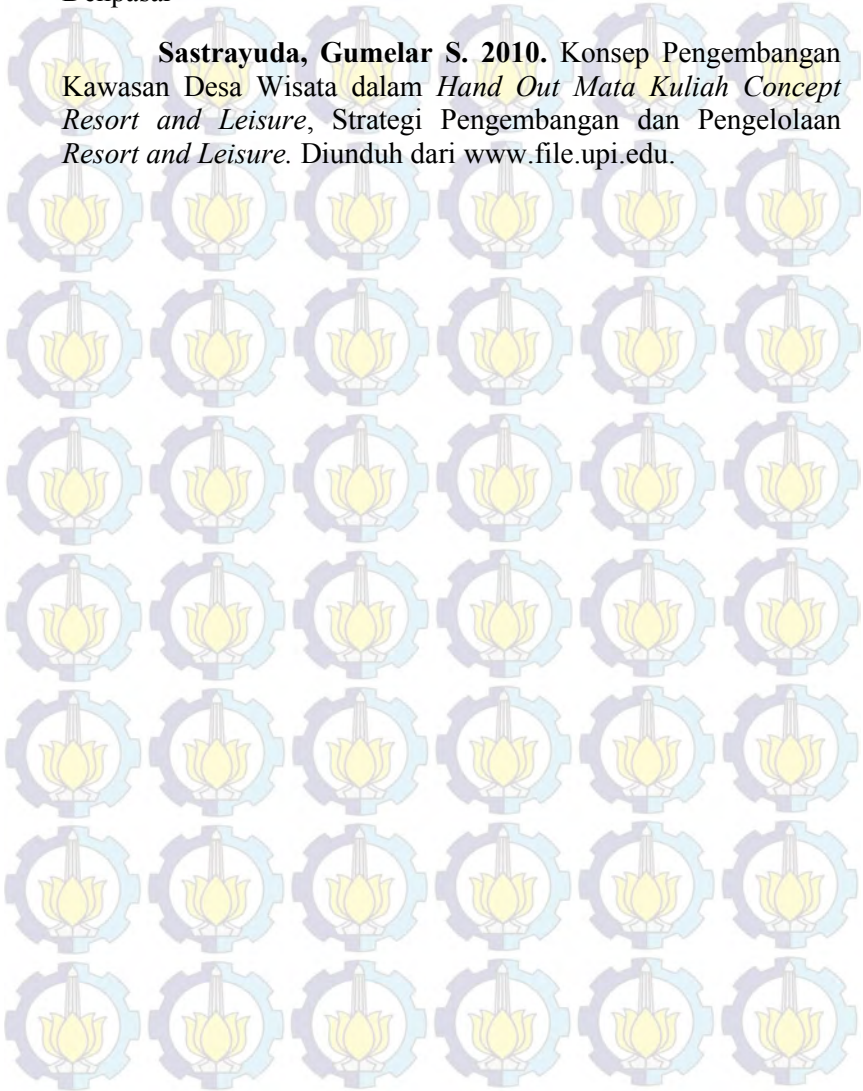 Sastrayuda, Gumelar S. 2010. Konsep Pengembangan
Kawasan Desa Wisata dalam Hand Out Mata Kuliah Concept
Resort and Leisure, Strategi Pengembangan dan Pengelolaan
Resort and Leisure. Diunduh dari www.file.upi.edu.